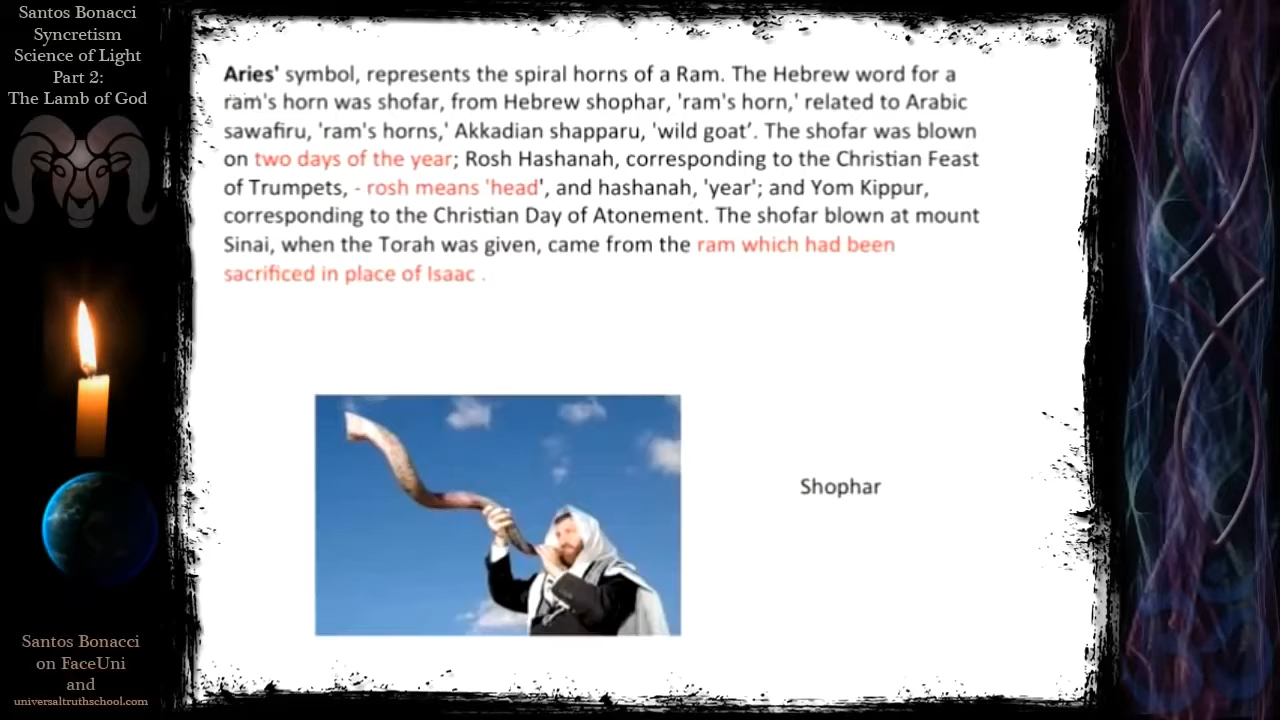 Santos Bonacci
Syncretism
Science of Light
Part 2:
The Lamb of God
Aries' symbol, represents the spiral horns of a Ram. The Hebrew word for a
ram's horn was shofar, from Hebrew shophar, 'ram's horn,' related to Arabic
sawafiru, 'ram's horns,' Akkadian shapparu, 'wild goat’. The shofar was blown
on two days of the year; Rosh Hashanah, corresponding to the Christian Feast
of Trumpets, - rosh means 'head', and hashanah, 'year'; and Yom Kippur,
corresponding to the Christian Day of Atonement. The shofar blown at mount
Sinai, when the Torah was given, came from the ram which had been
sacrificed in place of Isaac .
Shophar
Santos Bonacci
on FaceUni
and
universaltruthschool.com